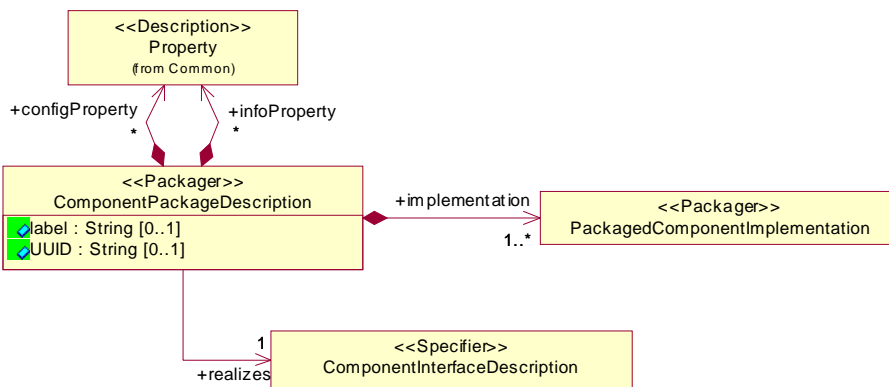 <<Description>>
Property
(from Common)
+configProperty
+infoProperty
*
*
<<Packager>>
ComponentPackageDescription
label : String [0..1]
UUID : String [0..1]
+implementation
1..*
<<Packager>>
PackagedComponentImplementation
1
+realizes
<<Specifier>>
ComponentInterfaceDescription